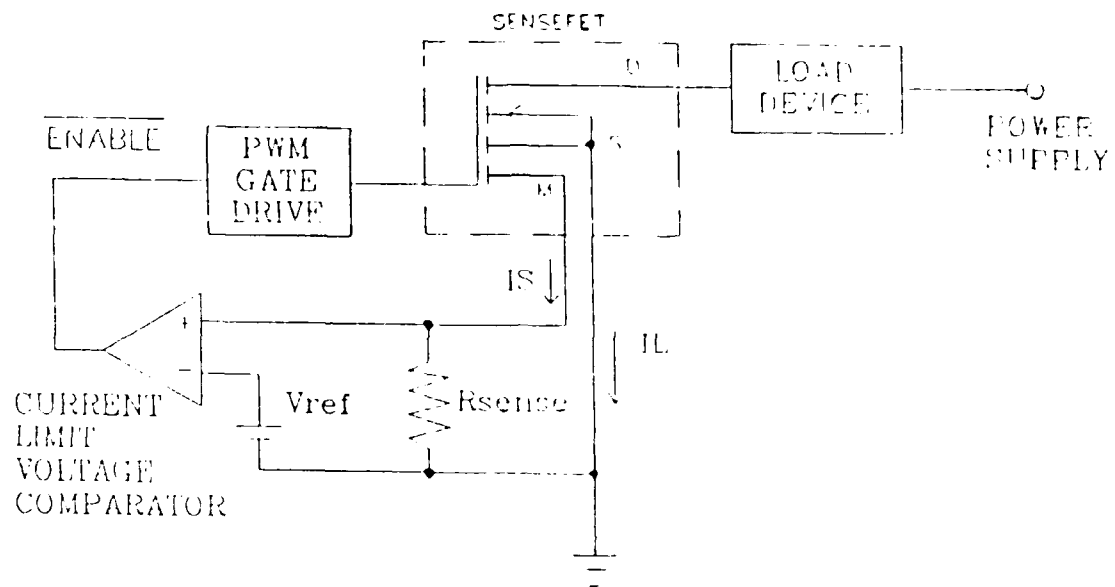 SENSEFET
D
LOAD
DEVICE
POWER
SUPPLY
ENABLE
PWM
GATE
DRIVE
S
M
IS
IL
+
−
Vref
Rsense
CURRENT
LIMIT
VOLTAGE
COMPARATOR